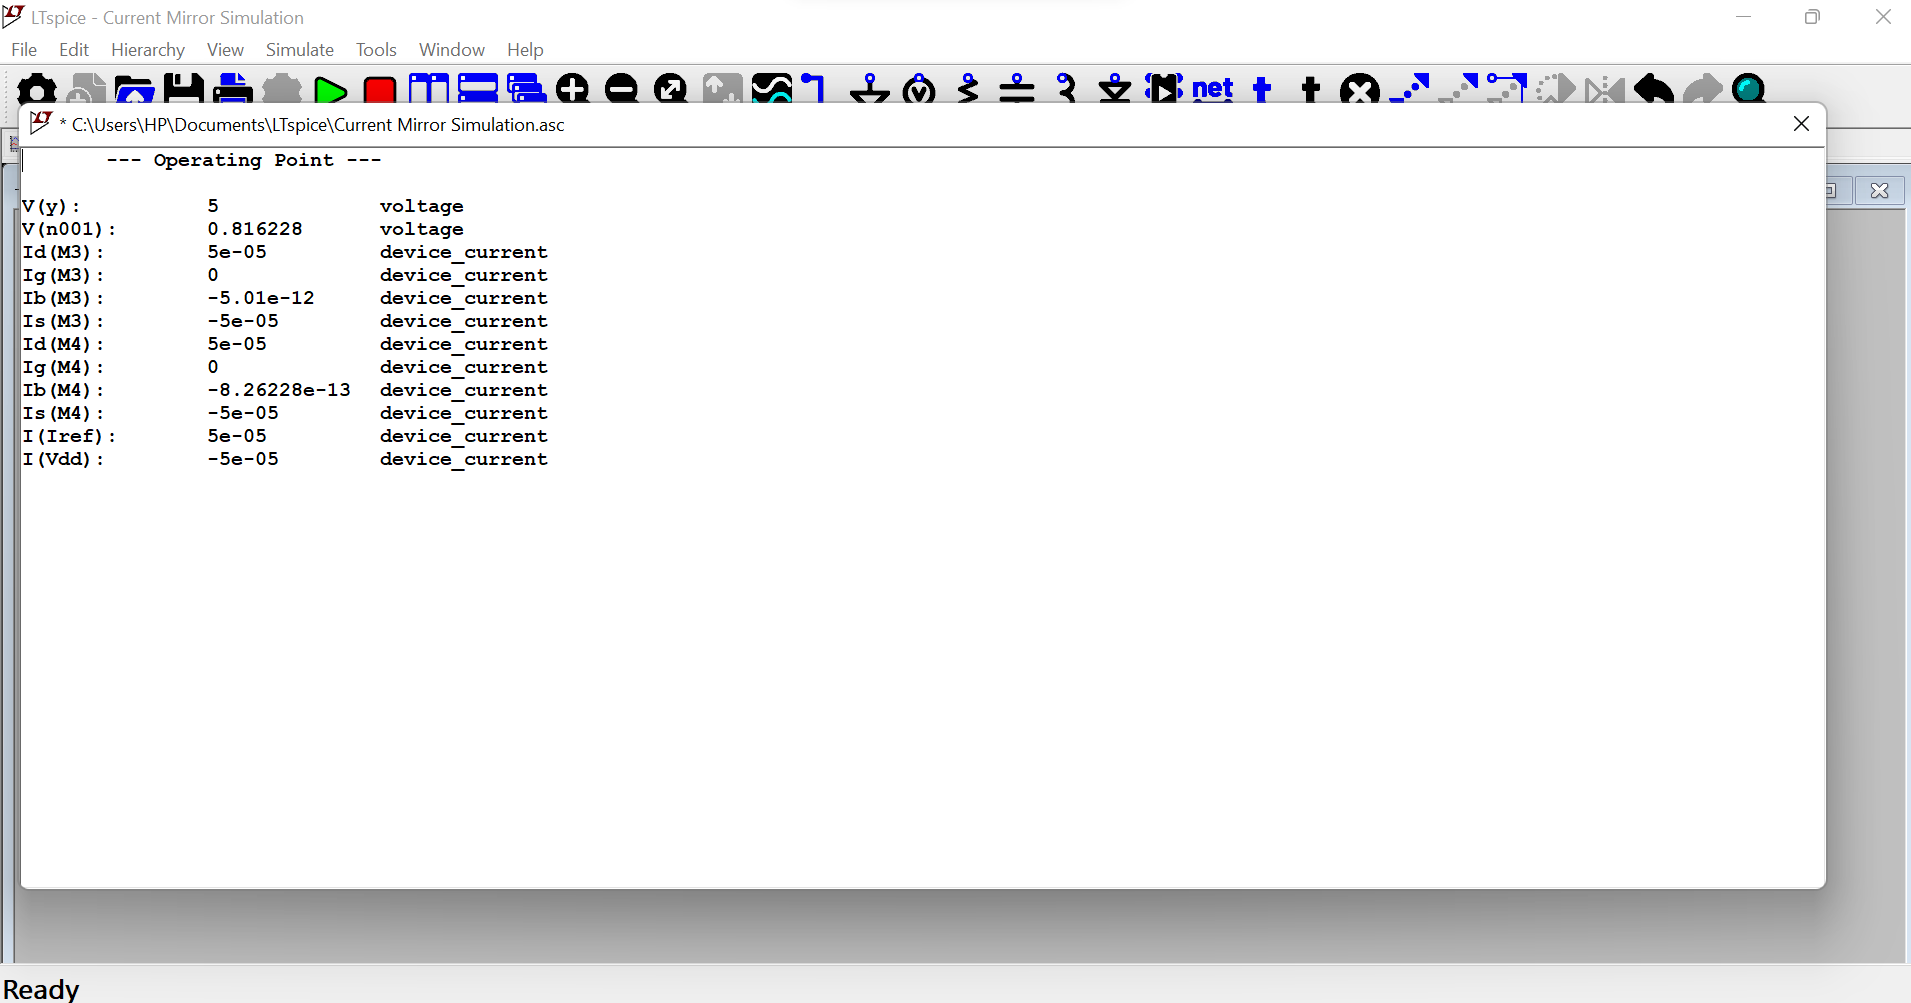 LTspice - Current Mirror Simulation
File Edit Hierarchy View Simulate Tools Window Help
net t t
* C:\Users\HP\Documents\LTspice\Current Mirror Simulation.asc
--- Operating Point ---
V(y): 5 voltage
V(n001): 0.816228 voltage
Id(M3): 5e-05 device_current
Ig(M3): 0 device_current
Ib(M3): -5.01e-12 device_current
Is(M3): -5e-05 device_current
Id(M4): 5e-05 device_current
Ig(M4): 0 device_current
Ib(M4): -8.26228e-13 device_current
Is(M4): -5e-05 device_current
I(Iref): 5e-05 device_current
I(Vdd): -5e-05 device_current
Ready